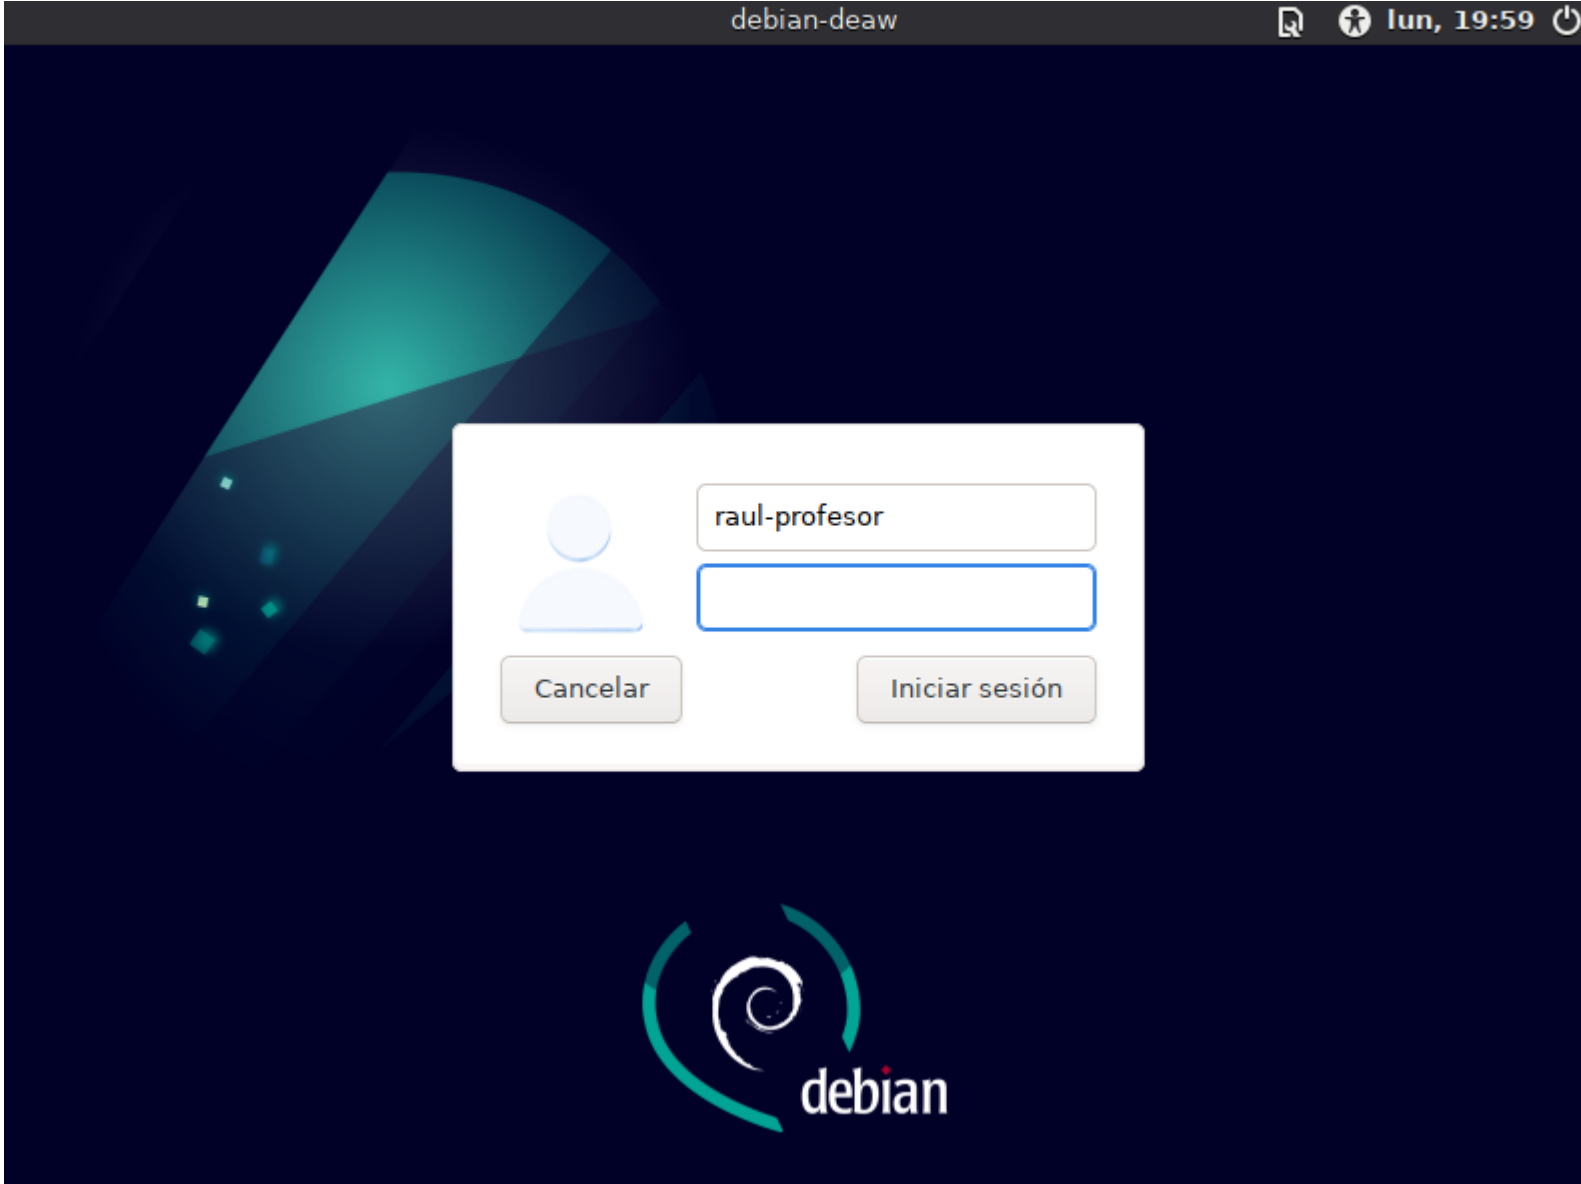 debian-deaw
lun, 19:59
raul-profesor
Cancelar
Iniciar sesión
debian